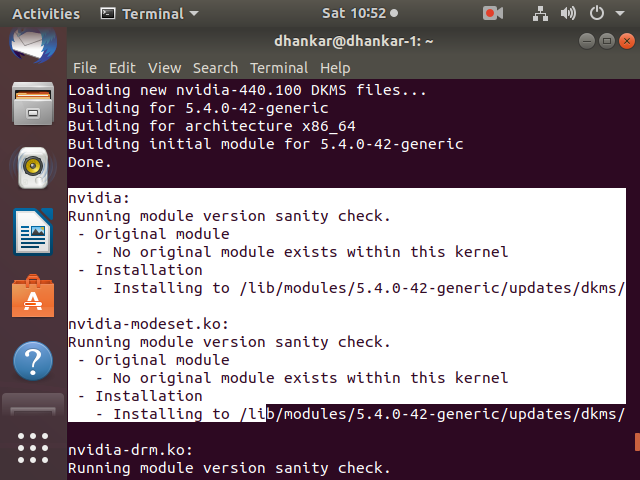 Activities
Terminal
Sat 10:52
dhankar@dhankar-1: ~
File Edit View Search Terminal Help
Loading new nvidia-440.100 DKMS files...
Building for 5.4.0-42-generic
Building for architecture x86_64
Building initial module for 5.4.0-42-generic
Done.
nvidia:
Running module version sanity check.
- Original module
- No original module exists within this kernel
- Installation
- Installing to /lib/modules/5.4.0-42-generic/updates/dkms/
nvidia-modeset.ko:
Running module version sanity check.
- Original module
- No original module exists within this kernel
- Installation
- Installing to /lib/modules/5.4.0-42-generic/updates/dkms/
nvidia-drm.ko:
Running module version sanity check.